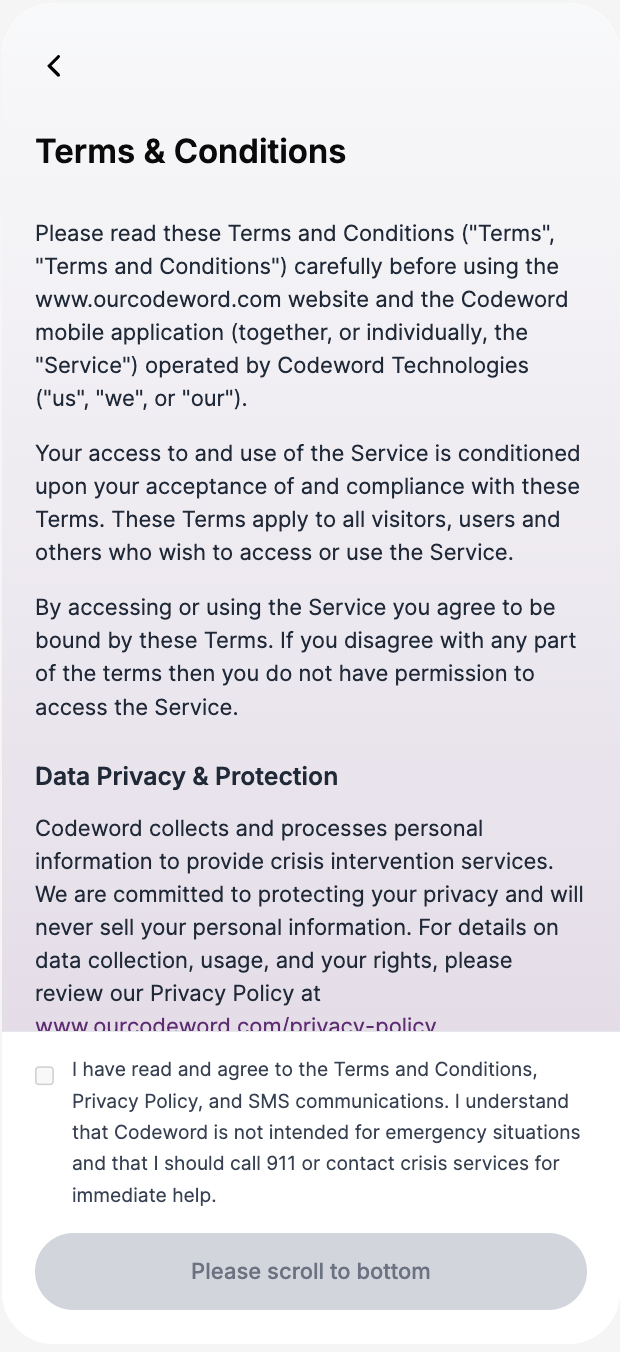 Terms & Conditions
Please read these Terms and Conditions ("Terms",
"Terms and Conditions") carefully before using the
www.ourcodeword.com website and the Codeword
mobile application (together, or individually, the
"Service") operated by Codeword Technologies
("us", "we", or "our").
Your access to and use of the Service is conditioned
upon your acceptance of and compliance with these
Terms. These Terms apply to all visitors, users and
others who wish to access or use the Service.
By accessing or using the Service you agree to be
bound by these Terms. If you disagree with any part
of the terms then you do not have permission to
access the Service.
Data Privacy & Protection
Codeword collects and processes personal
information to provide crisis intervention services.
We are committed to protecting your privacy and will
never sell your personal information. For details on
data collection, usage, and your rights, please
review our Privacy Policy at
www.ourcodeword.com/privacy-policy
I have read and agree to the Terms and Conditions,
Privacy Policy, and SMS communications. I understand
that Codeword is not intended for emergency situations
and that I should call 911 or contact crisis services for
immediate help.
Please scroll to bottom